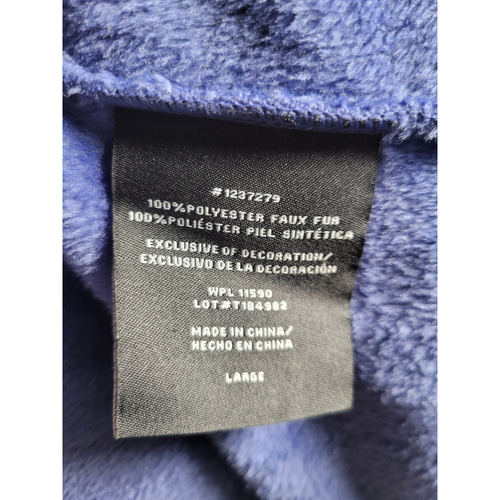 #1237279
100%POLYESTER FAUX FUR
100%POLIÉSTER PIEL SINTÉTICA
EXCLUSIVE OF DECORATION/
EXCLUSIVO DE LA DECORACIÓN
WPL 11590
LOT#T184982
MADE IN CHINA/
HECHO EN CHINA
LARGE